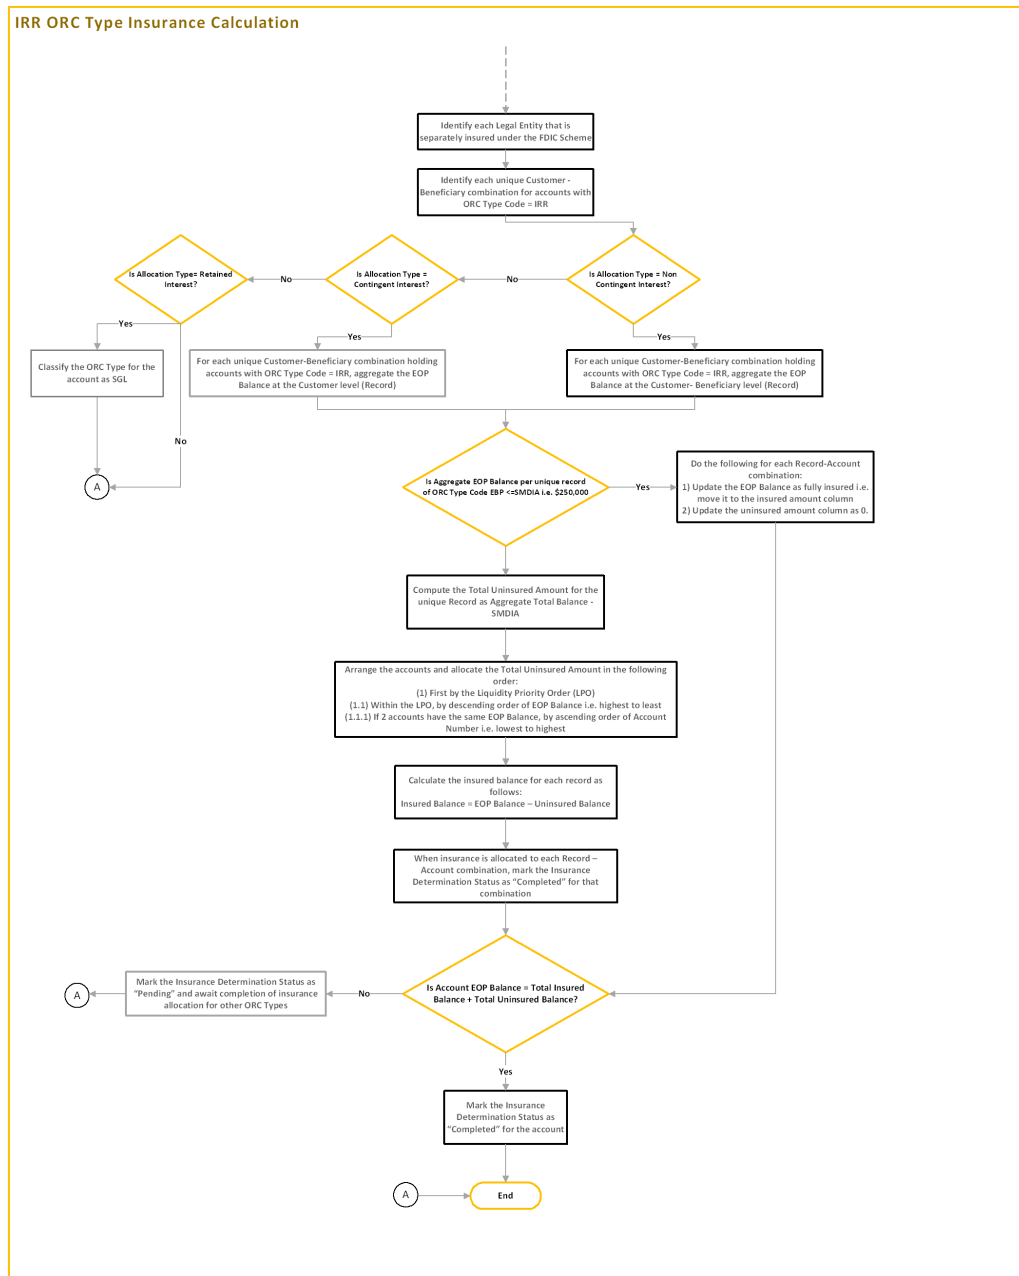 IRR ORC Type Insurance Calculation
Identify each Legal Entity that is
separately insured under the FDIC Scheme
Identify each unique Customer -
Beneficiary combination for accounts with
ORC Type Code = IRR
Is Allocation Type= Retained
Interest?
No
Is Allocation Type =
Contingent Interest?
No
Is Allocation Type = Non
Contingent Interest?
Yes
Yes
Yes
Classify the ORC Type for the
account as SGL
For each unique Customer-Beneficiary combination holding
accounts with ORC Type Code = IRR, aggregate the EOP
Balance at the Customer level (Record)
For each unique Customer-Beneficiary combination holding
accounts with ORC Type Code = IRR, aggregate the EOP
Balance at the Customer- Beneficiary level (Record)
No
A
Is Aggregate EOP Balance per unique record
of ORC Type Code EBP <=SMDIA i.e. $250,000
Yes
Do the following for each Record-Account
combination:
1) Update the EOP Balance as fully insured i.e.
move it to the insured amount column
2) Update the uninsured amount column as 0.
Compute the Total Uninsured Amount for the
unique Record as Aggregate Total Balance -
SMDIA
Arrange the accounts and allocate the Total Uninsured Amount in the following
order:
(1) First by the Liquidity Priority Order (LPO)
(1.1) Within the LPO, by descending order of EOP Balance i.e. highest to least
(1.1.1) If 2 accounts have the same EOP Balance, by ascending order of Account
Number i.e. lowest to highest
Calculate the insured balance for each record as
follows:
Insured Balance = EOP Balance – Uninsured Balance
When insurance is allocated to each Record –
Account combination, mark the Insurance
Determination Status as “Completed” for that
combination
Is Account EOP Balance = Total Insured
Balance + Total Uninsured Balance?
No
Mark the Insurance Determination Status as
“Pending” and await completion of insurance
allocation for other ORC Types
A
Yes
Mark the Insurance
Determination Status as
“Completed” for the account
A
End